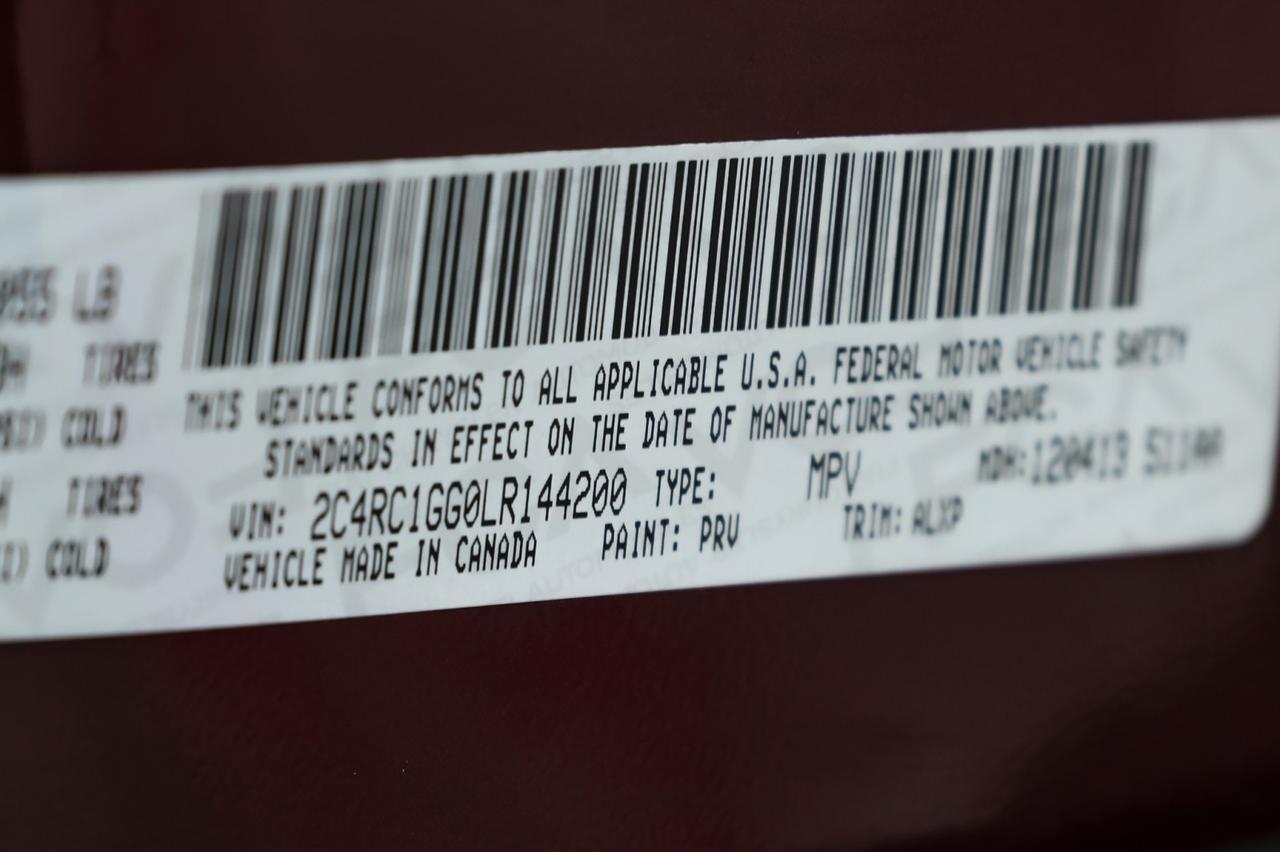 LB
TIRES
COLD
TIRES
COLD
THIS VEHICLE CONFORMS TO ALL APPLICABLE U.S.A. FEDERAL MOTOR VEHICLE SAFETY
STANDARDS IN EFFECT ON THE DATE OF MANUFACTURE SHOWN ABOVE.
VIN: 2C4RC1GG0LR144200 TYPE: MPV MDH:120413 511AA
VEHICLE MADE IN CANADA PAINT: PRV TRIM: ALXP